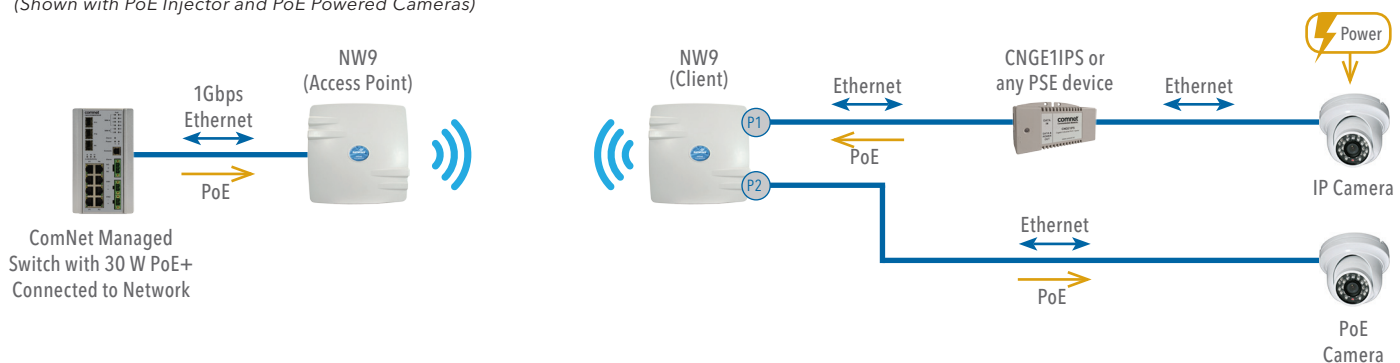 (Shown with PoE Injector and PoE Powered Cameras)
1Gbps
Ethernet
PoE
ComNet Managed
Switch with 30 W PoE+
Connected to Network
NW9
(Access Point)
NW9
(Client)
P1
P2
Ethernet
PoE
CNGE1IPS or
any PSE device
comnet
Ethernet
Power
IP Camera
Ethernet
PoE
PoE
Camera